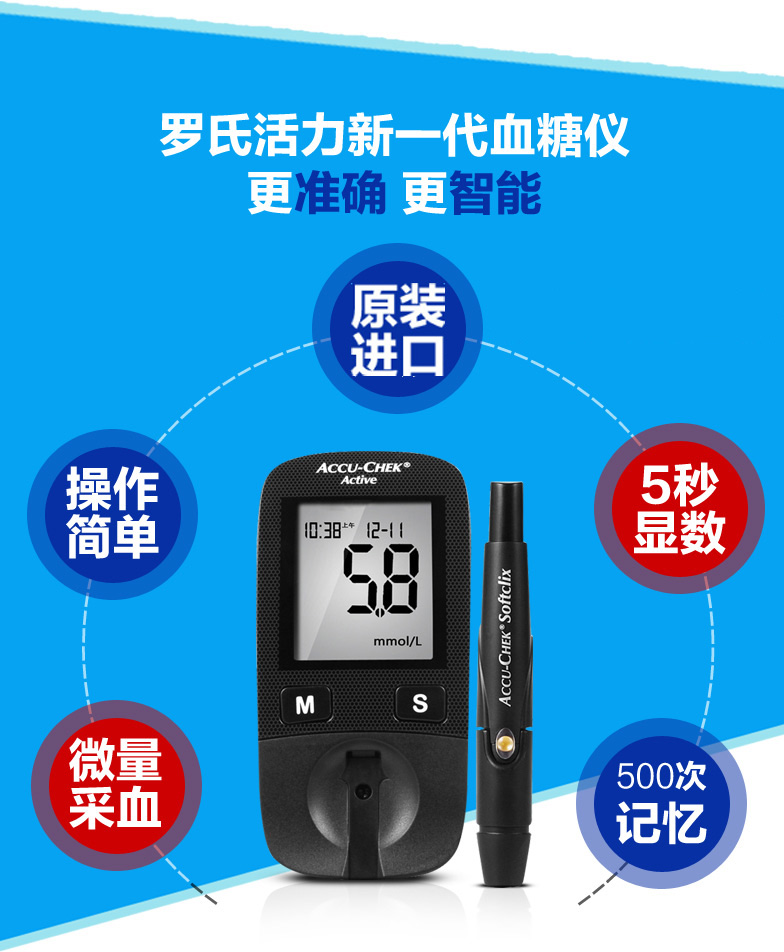 罗氏活力新一代血糖仪
更准确 更智能
原装
进口
操作
简单
5秒
显数
ACCU-CHEK®
Active
10:38上午 12-11
5.8
mmol/L
M S
ACCU-CHEK® Softclix
微量
采血
500次
记忆